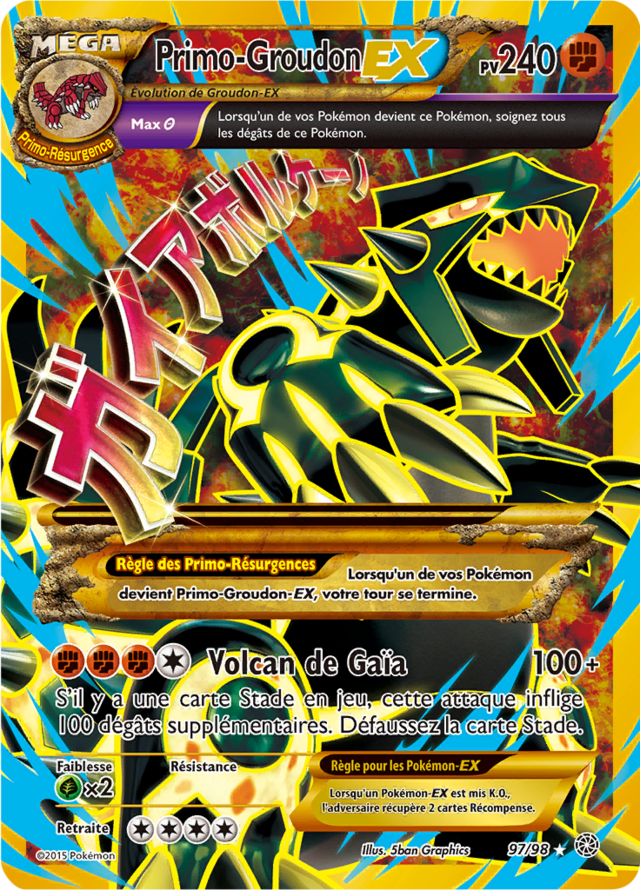 MEGA
Primo-Groudon EX
PV240
Évolution de Groudon-EX
Primo-Résurgence
Max θ
Lorsqu'un de vos Pokémon devient ce Pokémon, soignez tous
les dégâts de ce Pokémon.
ガイアボルケーノ
Règle des Primo-Résurgences
Lorsqu'un de vos Pokémon
devient Primo-Groudon-EX, votre tour se termine.
Volcan de Gaïa 100+
S'il y a une carte Stade en jeu, cette attaque inflige
100 dégâts supplémentaires. Défaussez la carte Stade.
Faiblesse Résistance
×2
Règle pour les Pokémon-EX
Lorsqu'un Pokémon-EX est mis K.O.,
l'adversaire récupère 2 cartes Récompense.
Retraite
©2015 Pokémon
Illus. 5ban Graphics
97/98